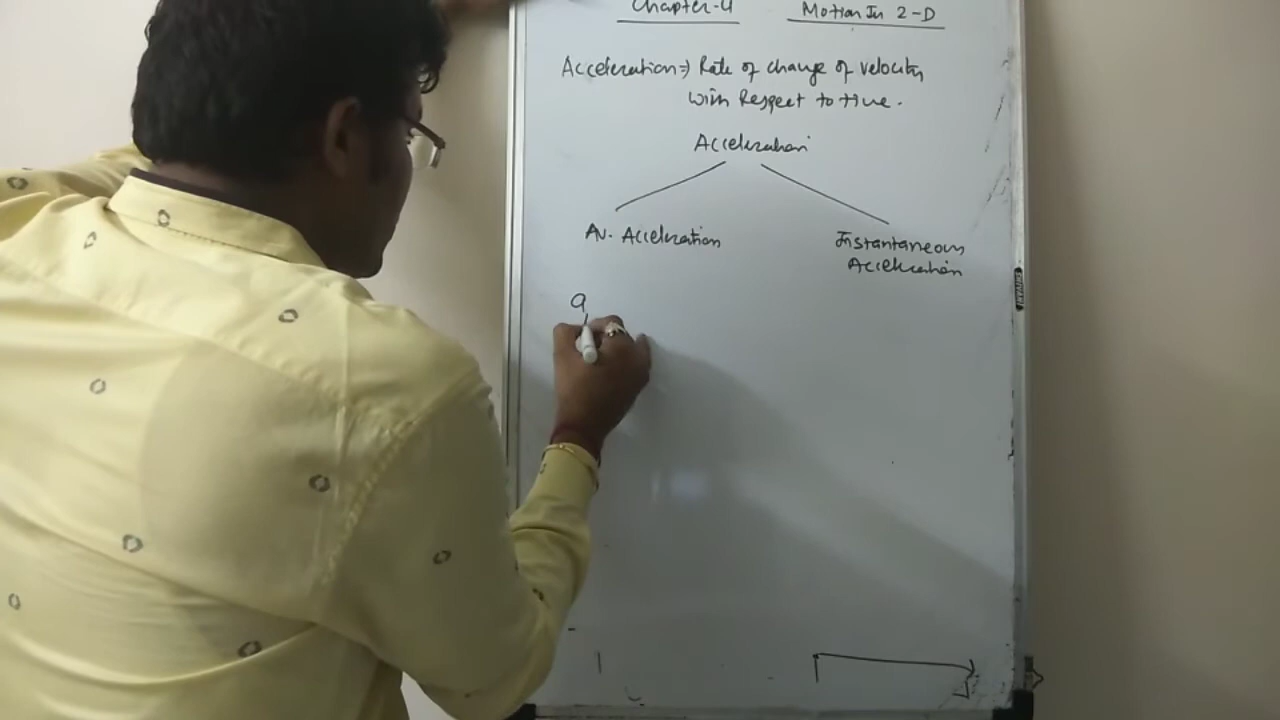 Chapter-4 Motion In 2-D
Acceleration ⇒ Rate of change of velocity
with Respect to time.
Acceleration
Av. Acceleration
Instantaneous
Acceleration
a